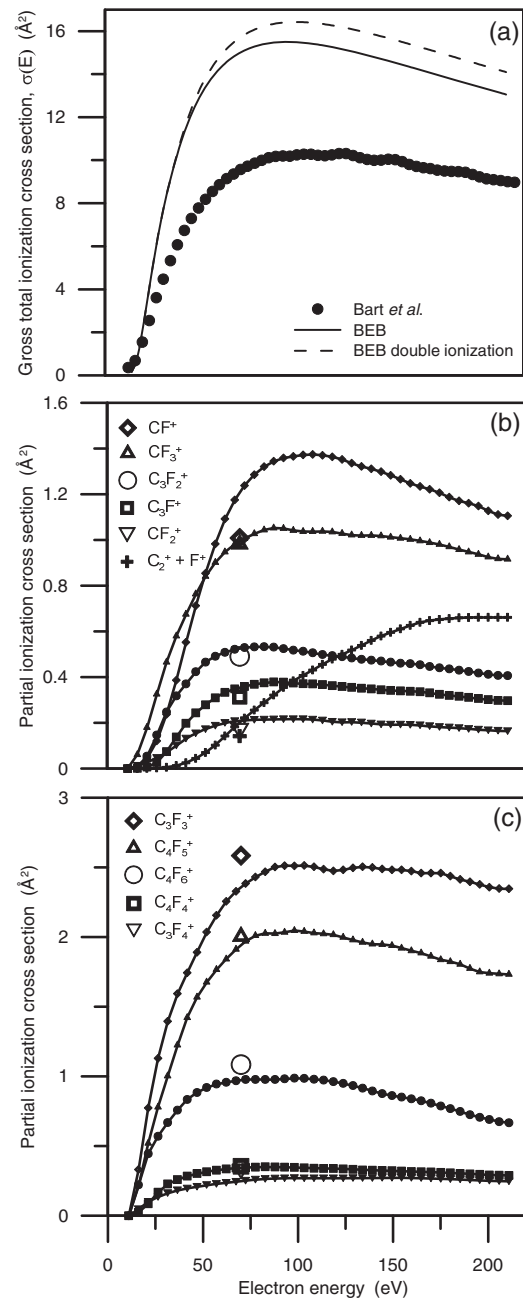 (a)
Gross total ionization cross section, σ(E) (Å²)
16
12
8
4
0
Bart et al.
BEB
BEB double ionization
(b)
Partial ionization cross section (Å²)
1.6
1.2
0.8
0.4
0
CF⁺
CF₃⁺
C₃F₂⁺
C₃F⁺
CF₂⁺
C₂⁺ + F⁺
(c)
Partial ionization cross section (Å²)
3
2
1
0
C₃F₃⁺
C₄F₅⁺
C₄F₆⁺
C₄F₄⁺
C₃F₄⁺
0 50 100 150 200
Electron energy (eV)